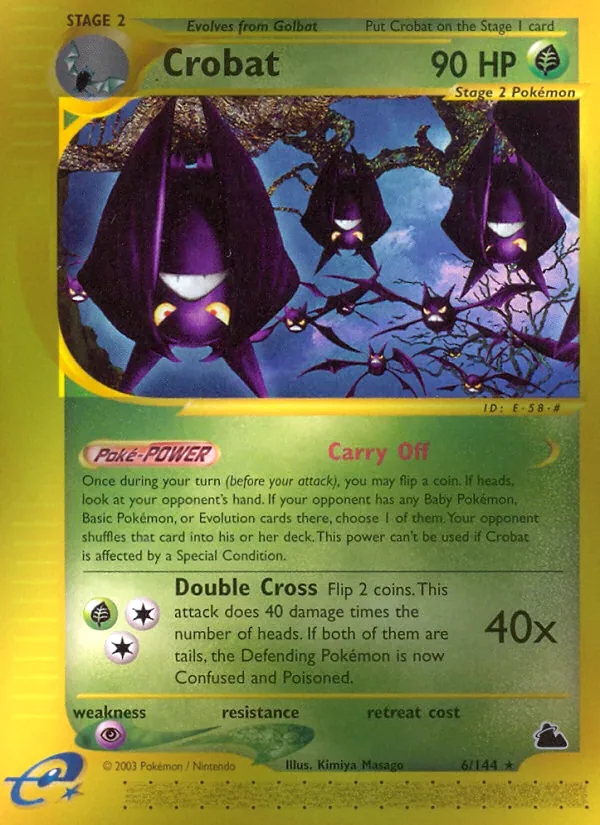 STAGE 2 Evolves from Golbat Put Crobat on the Stage 1 card
Crobat 90 HP
Stage 2 Pokémon
ID: E-58-#
Poké-POWER Carry Off
Once during your turn (before your attack), you may flip a coin. If heads,
look at your opponent's hand. If your opponent has any Baby Pokémon,
Basic Pokémon, or Evolution cards there, choose 1 of them. Your opponent
shuffles that card into his or her deck. This power can't be used if Crobat
is affected by a Special Condition.
Double Cross Flip 2 coins. This
attack does 40 damage times the
number of heads. If both of them are
tails, the Defending Pokémon is now
Confused and Poisoned.
40x
weakness resistance retreat cost
© 2003 Pokémon / Nintendo Illus. Kimiya Masago 6/144 ★
e